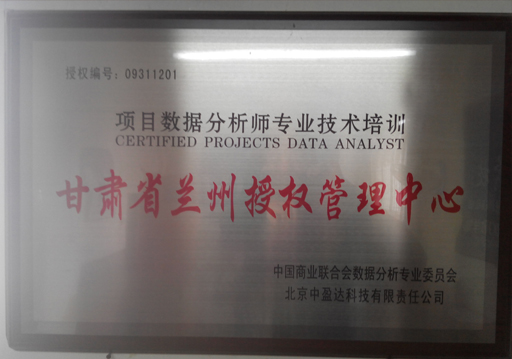 授权编号：09311201
项目数据分析师专业技术培训
CERTIFIED PROJECTS DATA ANALYST
甘肃省兰州授权管理中心
中国商业联合会数据分析专业委员会
北京中盈达科技有限责任公司